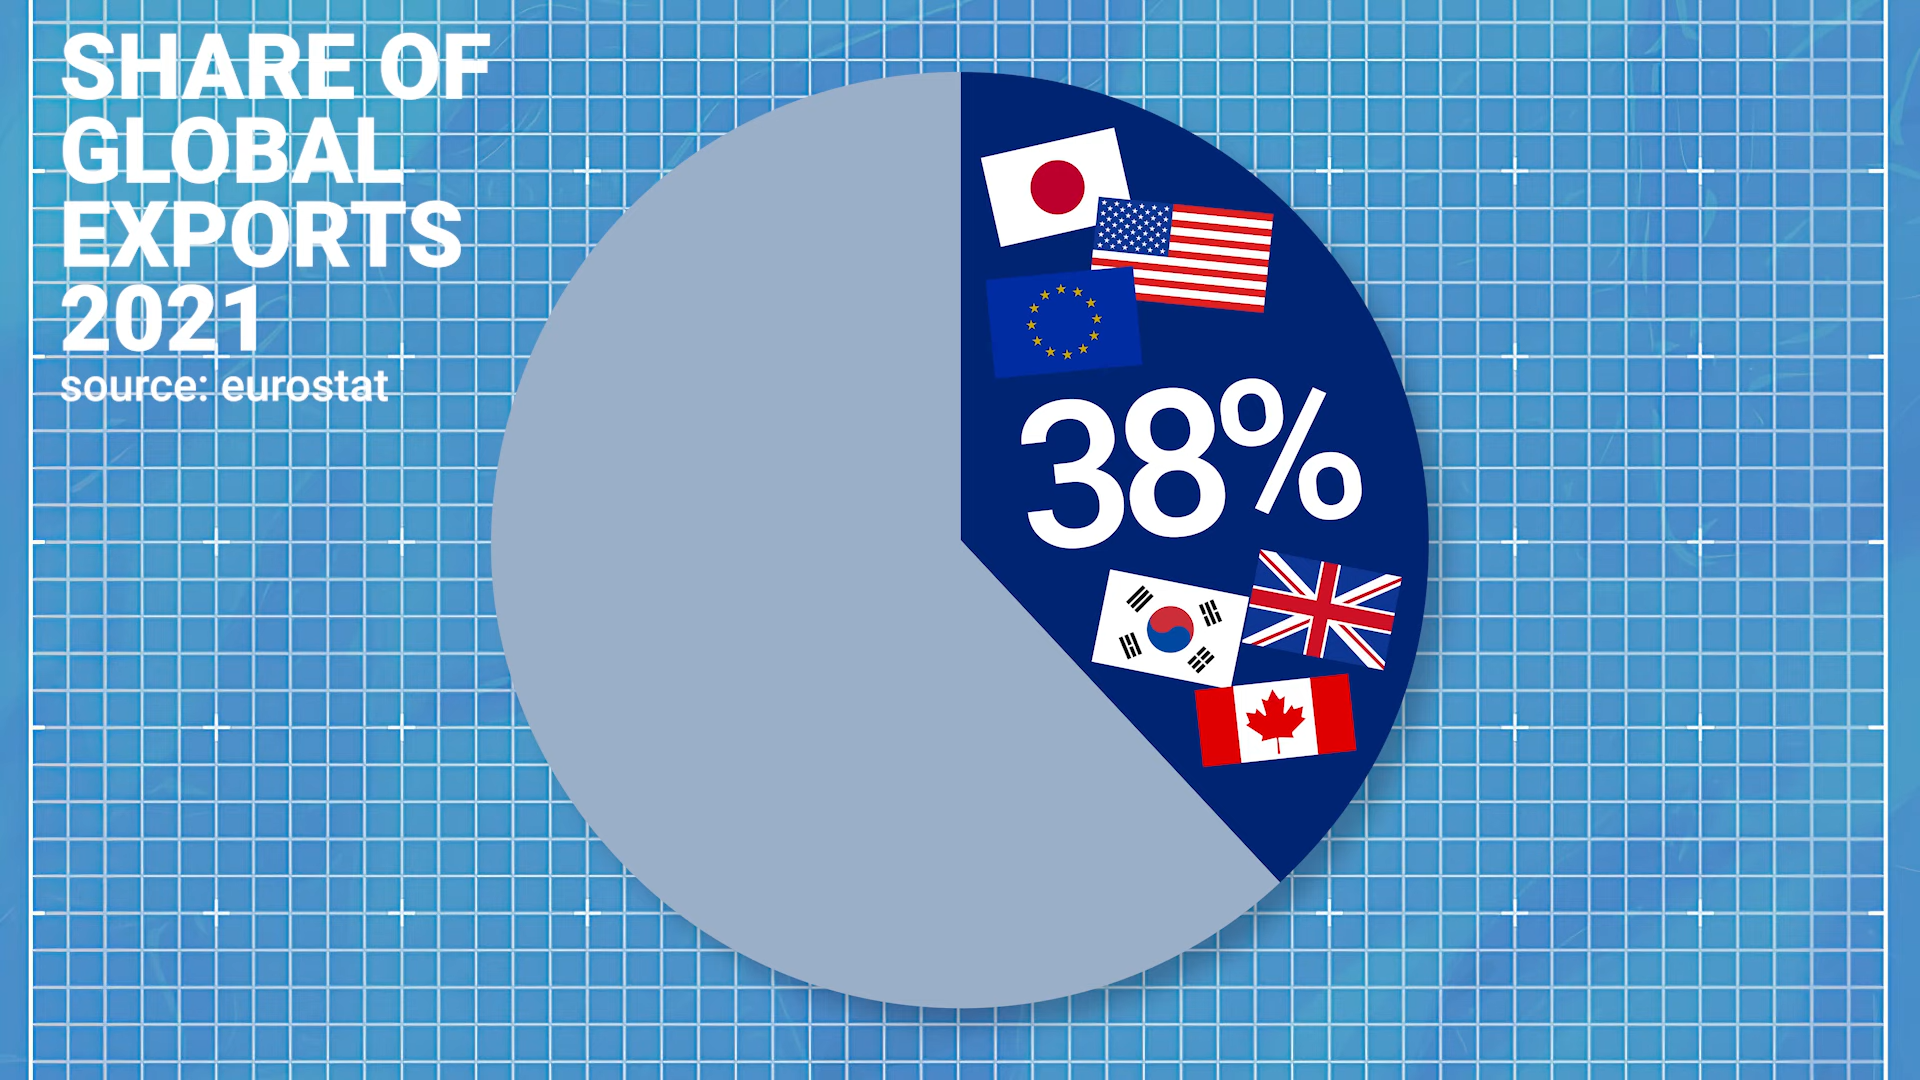 SHARE OF
GLOBAL
EXPORTS
2021
source: eurostat
38%